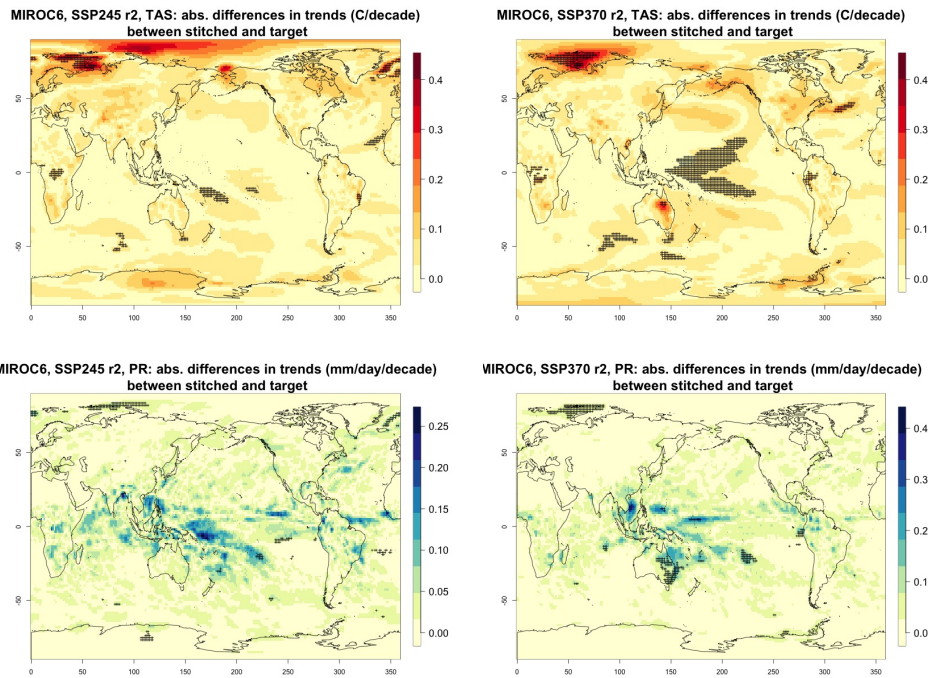 MIROC6, SSP245 r2, TAS: abs. differences in trends (C/decade)
between stitched and target
50
0
-50
0 50 100 150 200 250 300 350
0.4
0.3
0.2
0.1
0.0
MIROC6, SSP370 r2, TAS: abs. differences in trends (C/decade)
between stitched and target
50
0
-50
0 50 100 150 200 250 300 350
0.4
0.3
0.2
0.1
0.0
MIROC6, SSP245 r2, PR: abs. differences in trends (mm/day/decade)
between stitched and target
50
0
-50
0 50 100 150 200 250 300 350
0.25
0.20
0.15
0.10
0.05
0.00
MIROC6, SSP370 r2, PR: abs. differences in trends (mm/day/decade)
between stitched and target
50
0
-50
0 50 100 150 200 250 300 350
0.4
0.3
0.2
0.1
0.0